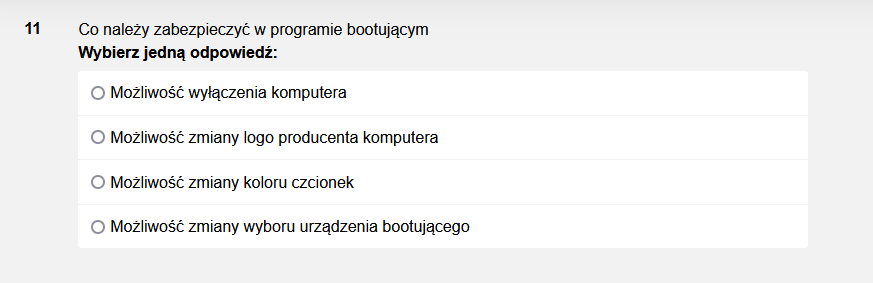 11 Co należy zabezpieczyć w programie bootującym
Wybierz jedną odpowiedź:
Możliwość wyłączenia komputera
Możliwość zmiany logo producenta komputera
Możliwość zmiany koloru czcionek
Możliwość zmiany wyboru urządzenia bootującego